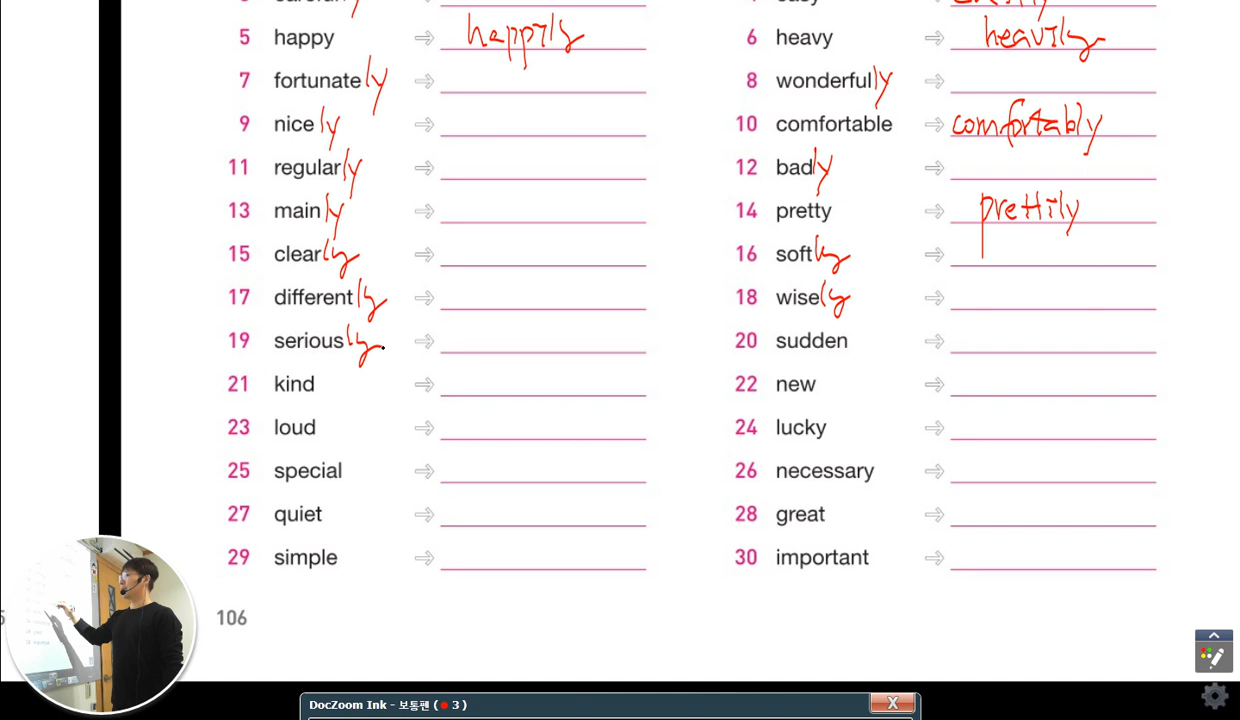 5 happy ⇨ happily 6 heavy ⇨ heavily
7 fortunately ⇨ 8 wonderfully ⇨
9 nicely ⇨ 10 comfortable ⇨ comfortably
11 regularly ⇨ 12 badly ⇨
13 mainly ⇨ 14 pretty ⇨ prettily
15 clearly ⇨ 16 softly ⇨
17 differently ⇨ 18 wisely ⇨
19 seriously ⇨ 20 sudden ⇨
21 kind ⇨ 22 new ⇨
23 loud ⇨ 24 lucky ⇨
25 special ⇨ 26 necessary ⇨
27 quiet ⇨ 28 great ⇨
29 simple ⇨ 30 important ⇨
106
DocZoom Ink - 보통펜 ( 3 )